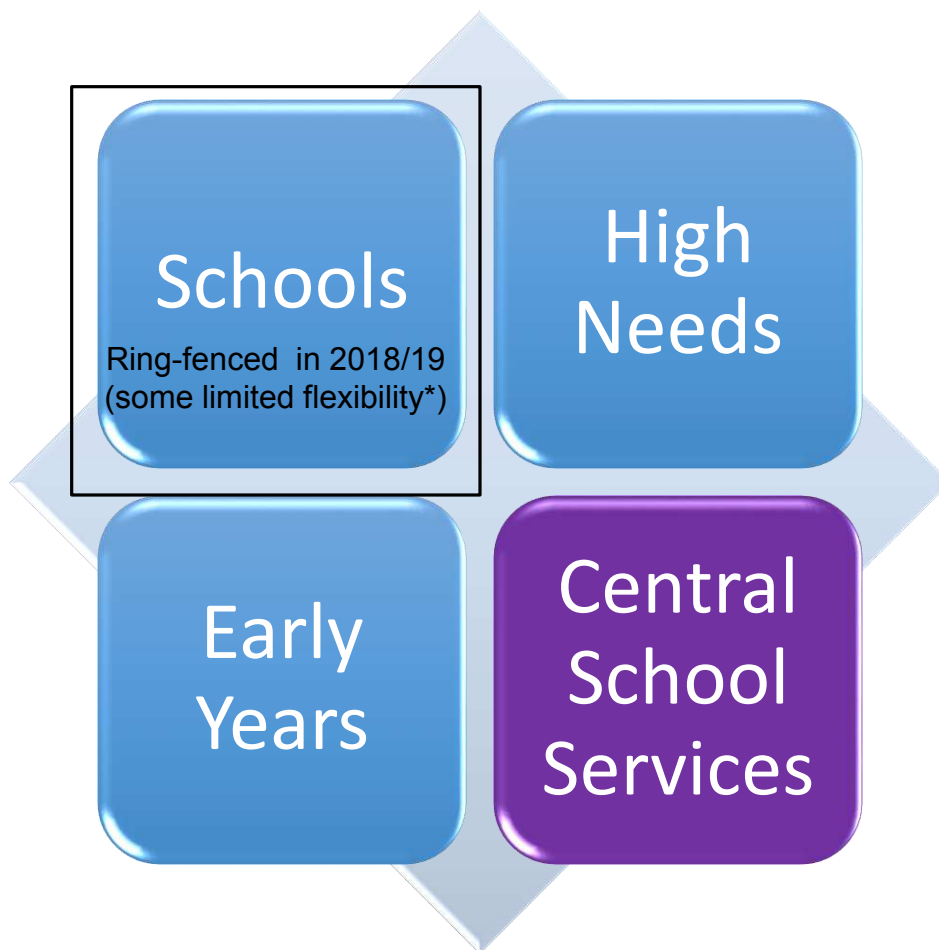 Schools
Ring-fenced in 2018/19
(some limited flexibility*)
High
Needs
Early
Years
Central
School
Services